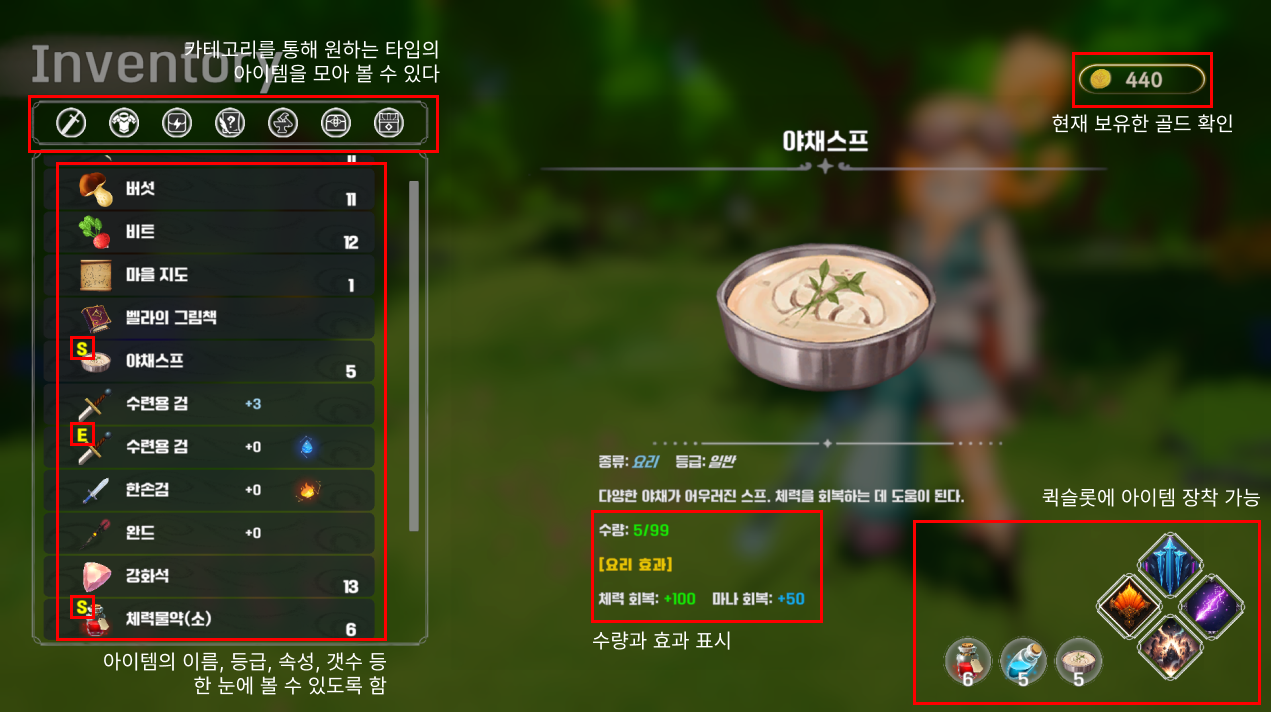 Inventory
카테고리를 통해 원하는 타입의
아이템을 모아 볼 수 있다
440
현재 보유한 골드 확인
버섯 11
비트 12
마을 지도 1
벨라의 그림책
S 야채스프 5
수련용 검 +3
E 수련용 검 +0
한손검 +0
완드 +0
강화석 13
S 체력물약(소) 6
아이템의 이름, 등급, 속성, 갯수 등
한 눈에 볼 수 있도록 함
야채스프
종류: 요리 등급: 일반
다양한 야채가 어우러진 스프. 체력을 회복하는 데 도움이 된다.
수량: 5/99
[요리 효과]
체력 회복: +100 마나 회복: +50
수량과 효과 표시
퀵슬롯에 아이템 장착 가능
6 5 5